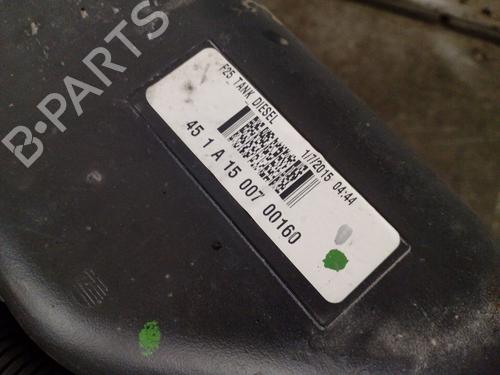 B-PARTS
F25 TANK DIESEL
1/7/2015 04:44
45 1 A 15 007 00160